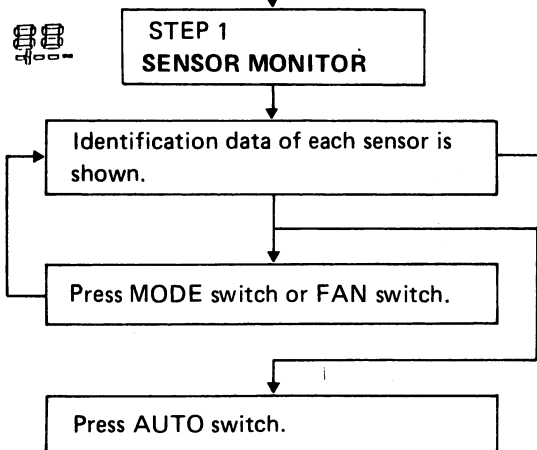 STEP 1
SENSOR MONITOR
Identification data of each sensor is
shown.
Press MODE switch or FAN switch.
Press AUTO switch.